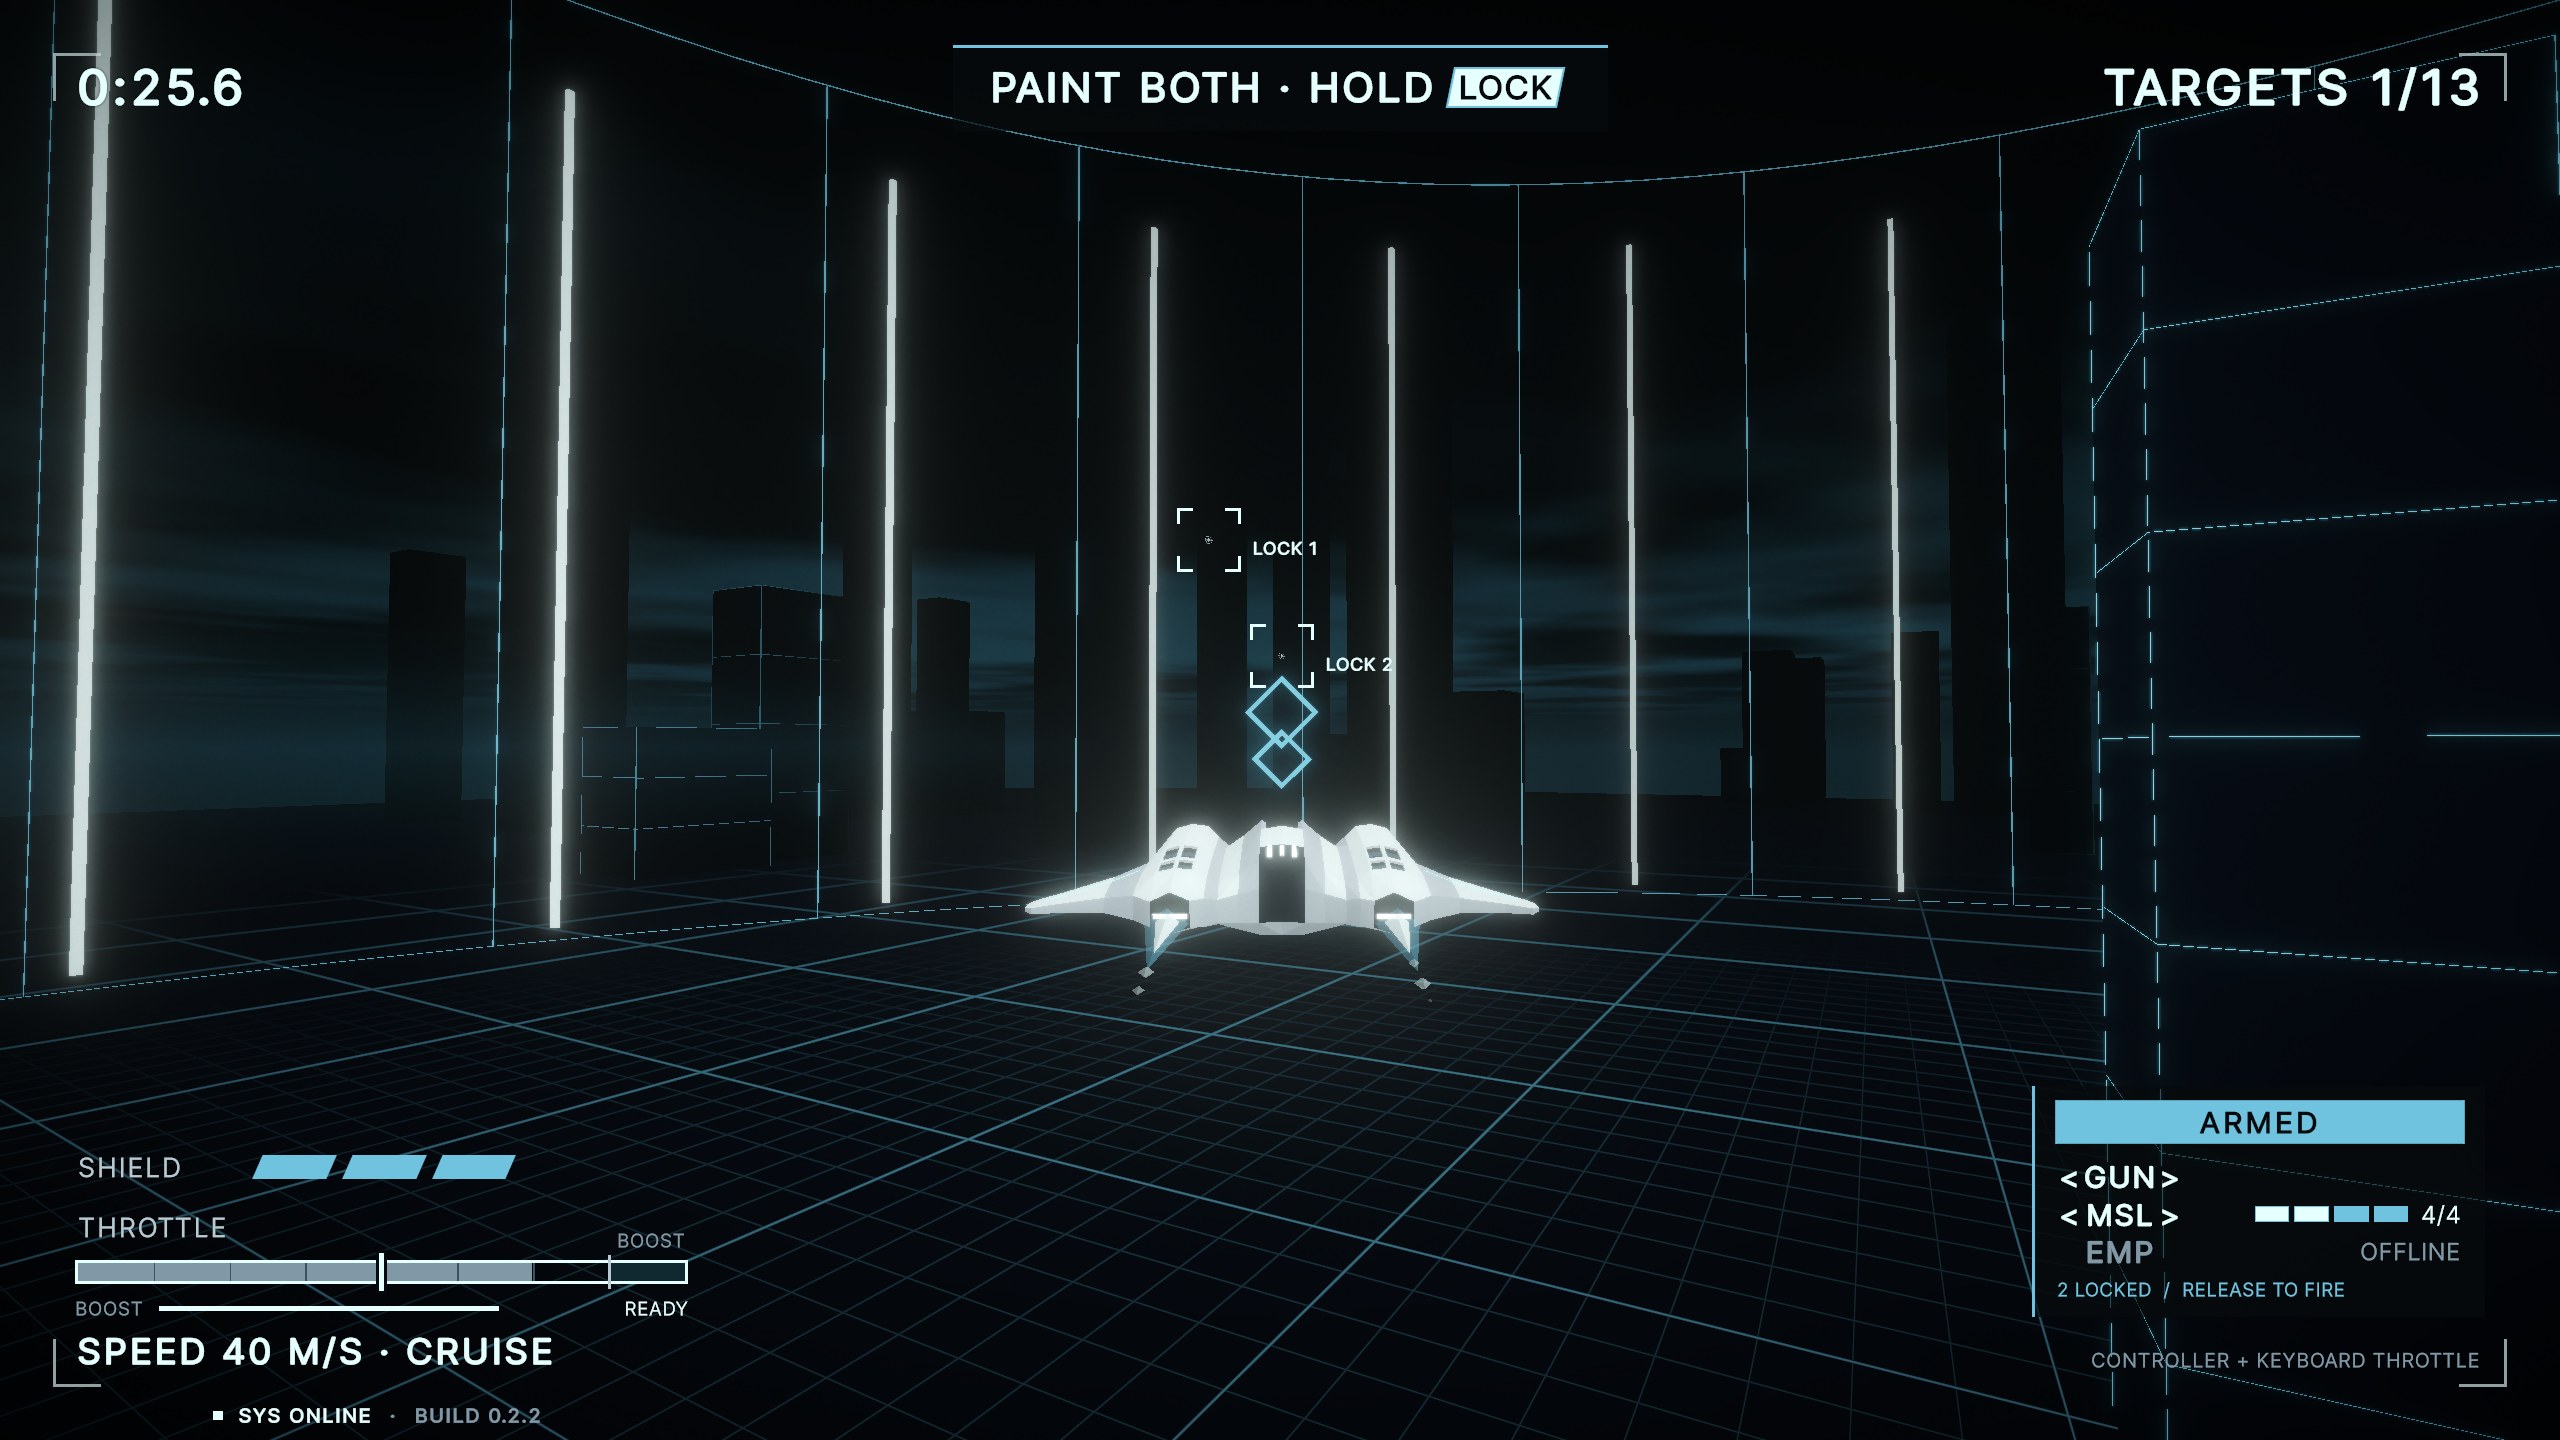 0:25.6
PAINT BOTH · HOLD LOCK
TARGETS 1/13
LOCK 1
LOCK 2
SHIELD
THROTTLE
BOOST
BOOST READY
SPEED 40 M/S · CRUISE
SYS ONLINE · BUILD 0.2.2
ARMED
<GUN>
<MSL> 4/4
EMP OFFLINE
2 LOCKED / RELEASE TO FIRE
CONTROLLER + KEYBOARD THROTTLE